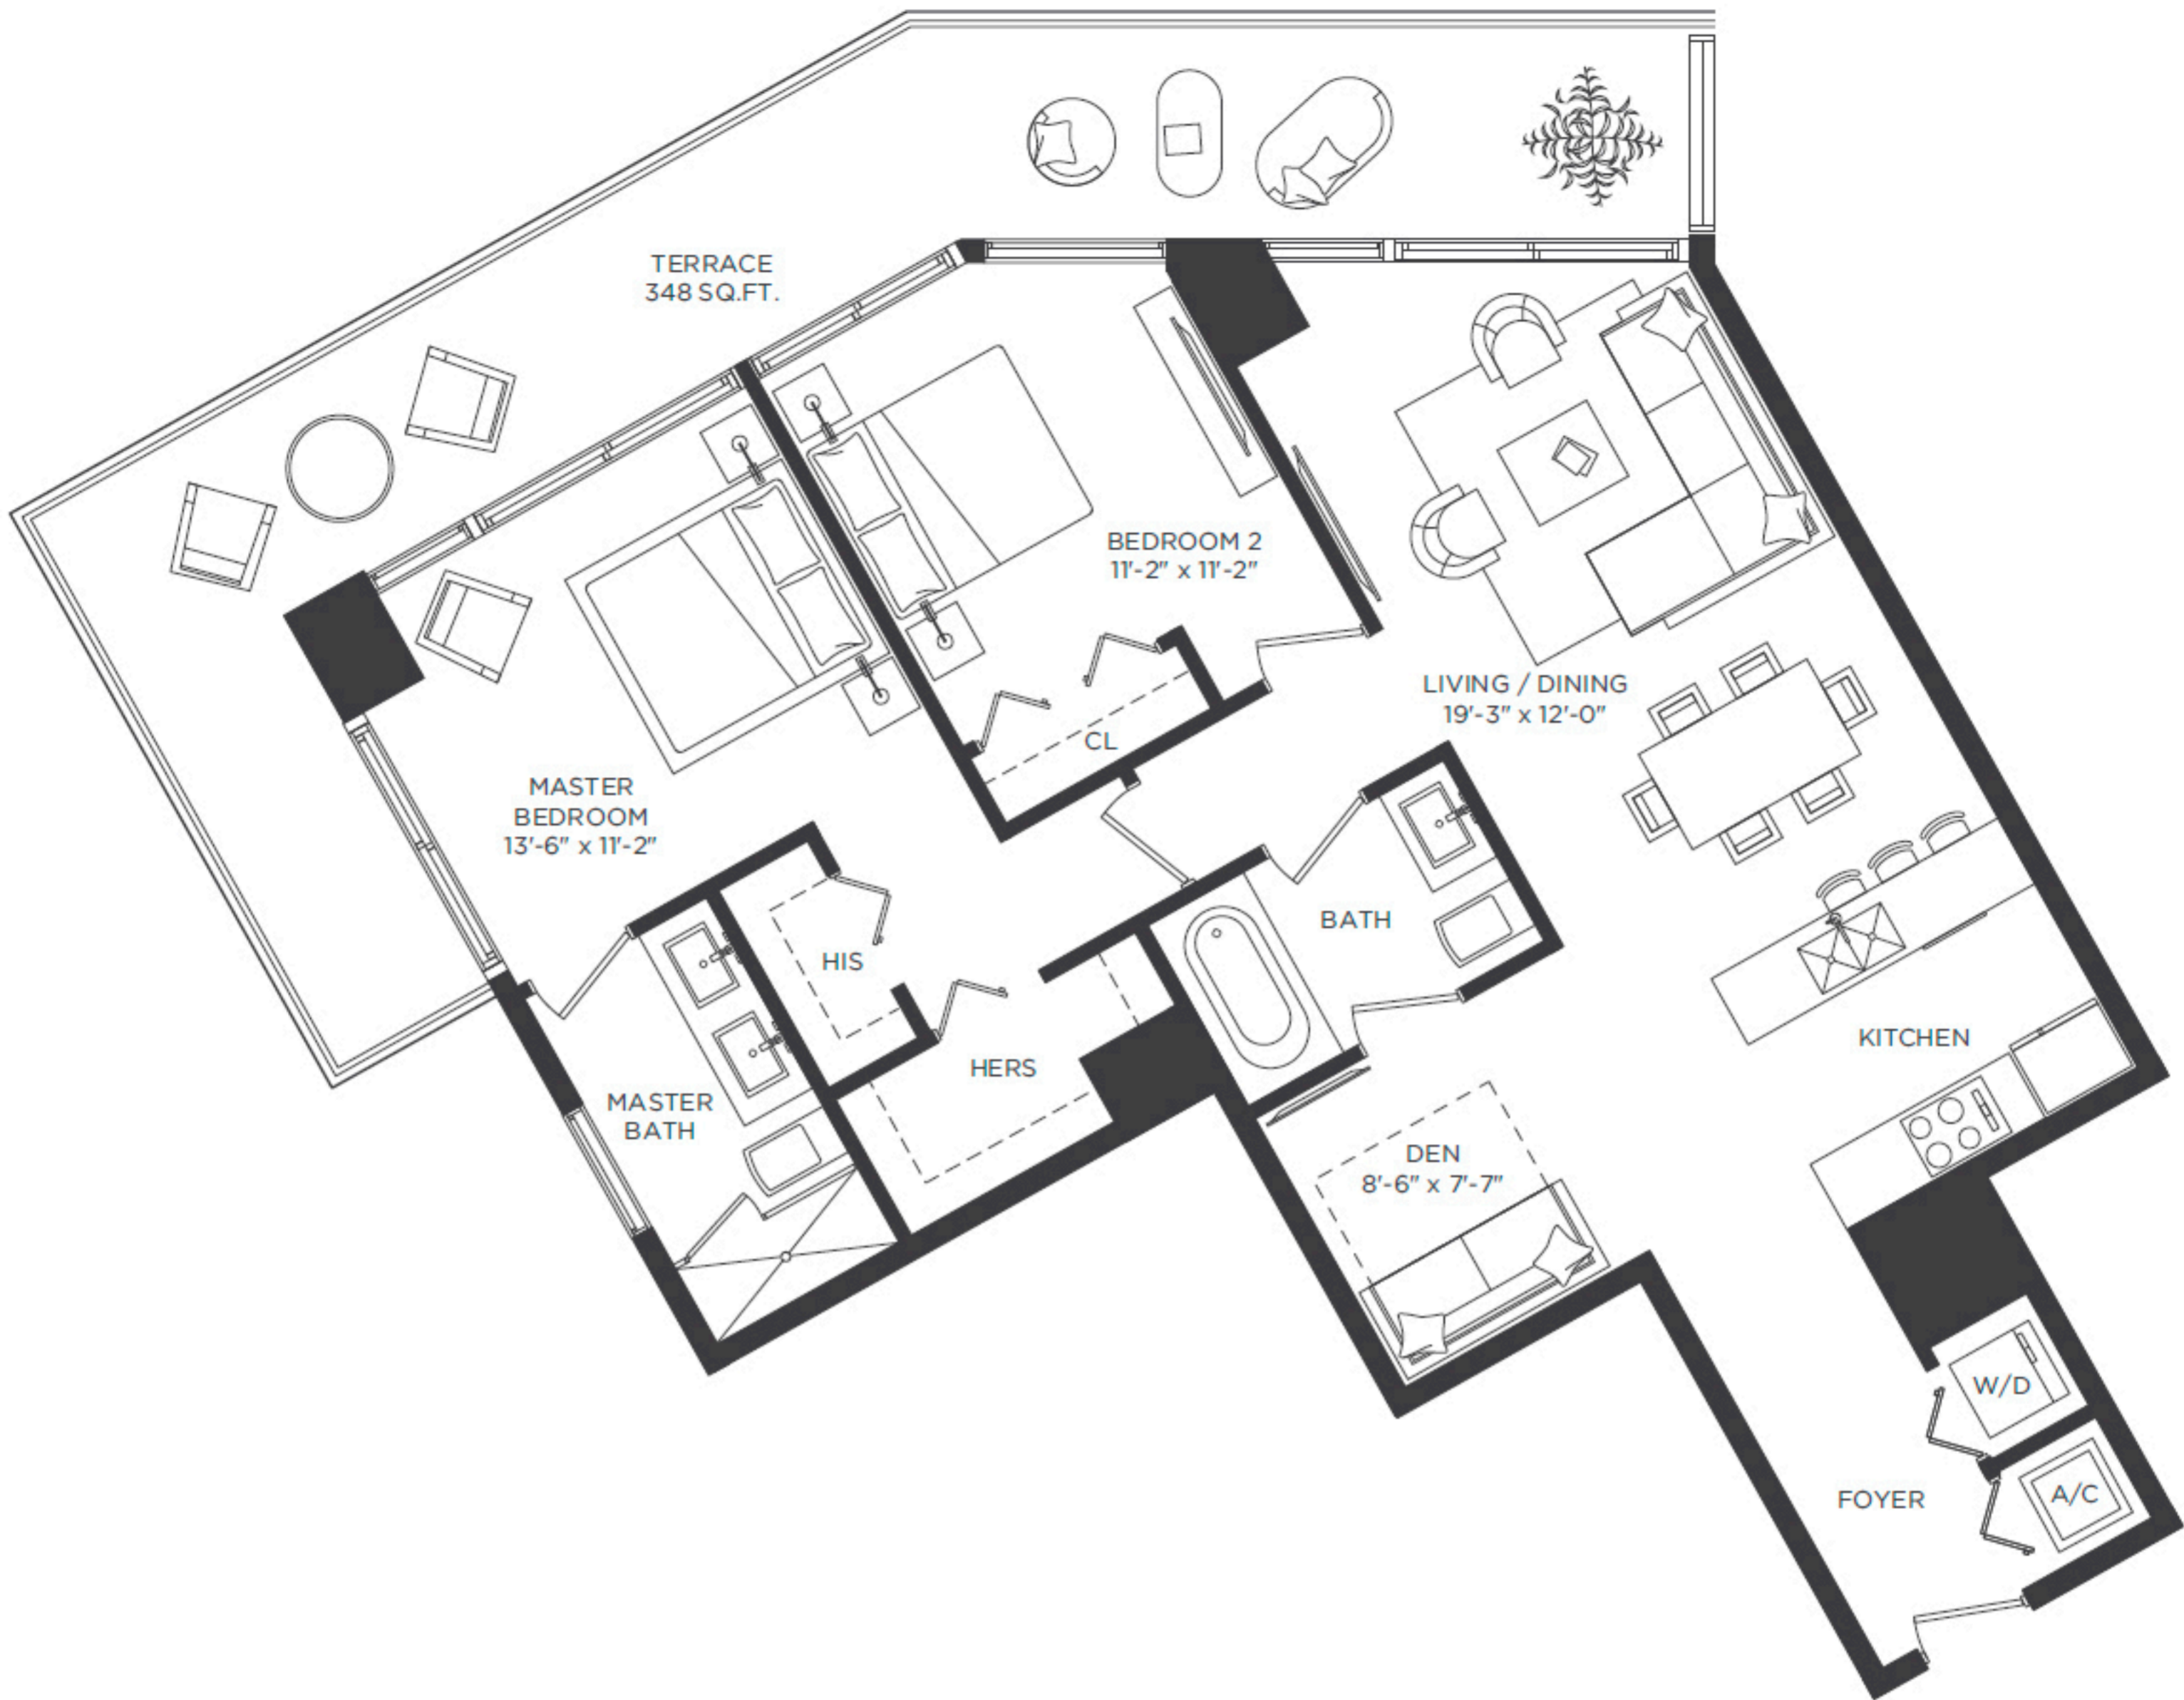 TERRACE
348 SQ.FT.
BEDROOM 2
11'-2" x 11'-2"
LIVING / DINING
19'-3" x 12'-0"
CL
MASTER
BEDROOM
13'-6" x 11'-2"
BATH
HIS
KITCHEN
HERS
MASTER
BATH
DEN
8'-6" x 7'-7"
W/D
FOYER
A/C